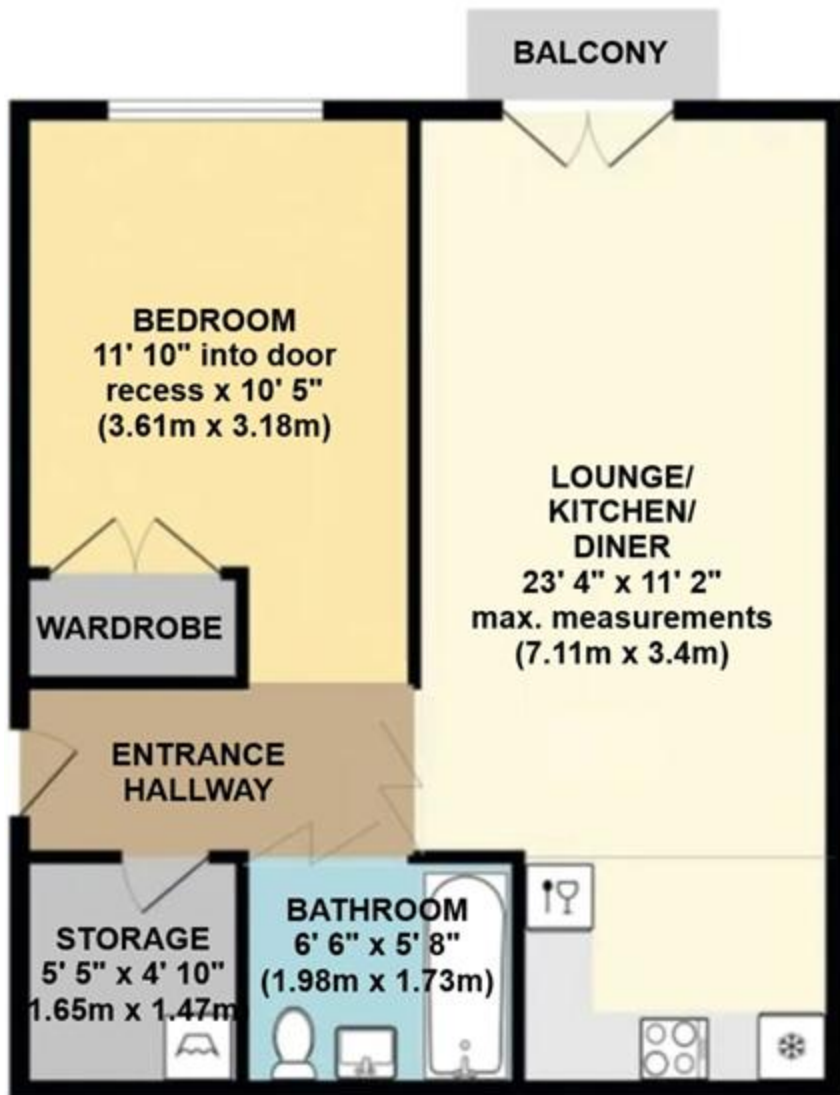 BALCONY
BEDROOM
11' 10" into door
recess x 10' 5"
(3.61m x 3.18m)
LOUNGE/
KITCHEN/
DINER
23' 4" x 11' 2"
max. measurements
(7.11m x 3.4m)
WARDROBE
ENTRANCE
HALLWAY
STORAGE
5' 5" x 4' 10"
1.65m x 1.47m
BATHROOM
6' 6" x 5' 8"
(1.98m x 1.73m)